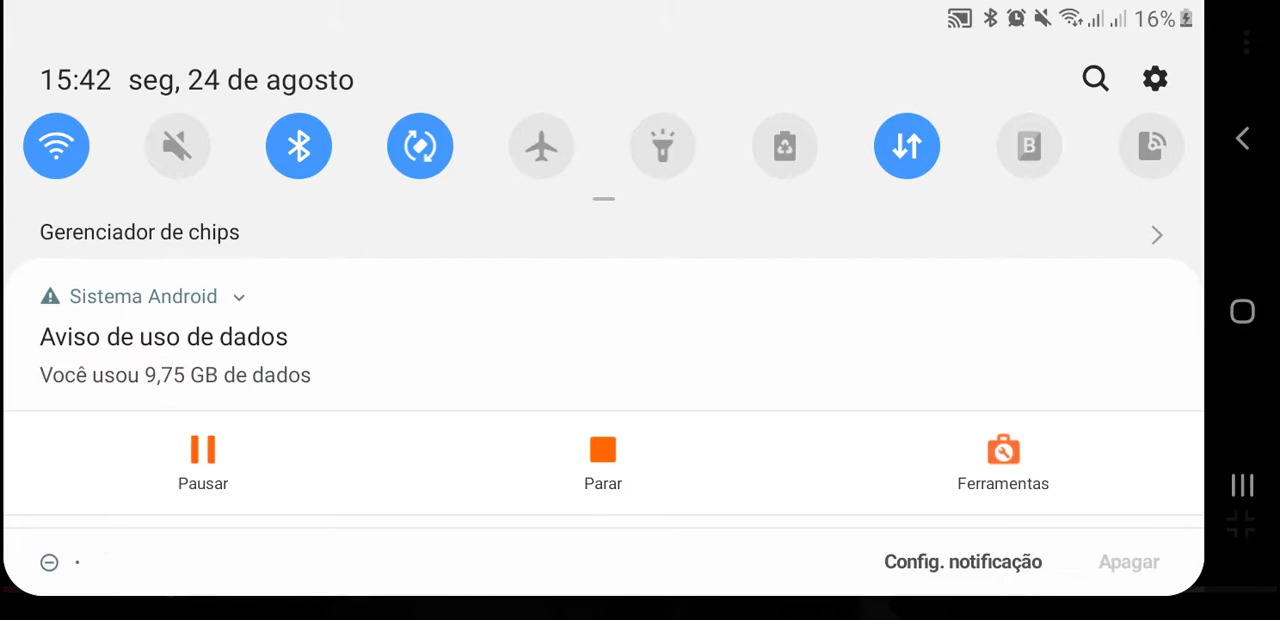 16%
15:42 seg, 24 de agosto
B
Gerenciador de chips
Sistema Android
Aviso de uso de dados
Você usou 9,75 GB de dados
Pausar Parar Ferramentas
Config. notificação Apagar